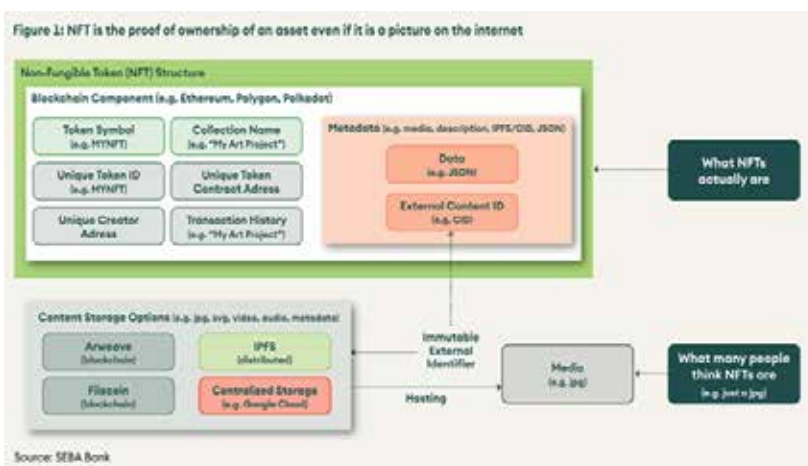 Figure 1: NFT is the proof of ownership of an asset even if it is a picture on the internet
Non-Fungible Token (NFT) Structure
Blockchain Component (e.g. Ethereum, Polygon, Polkadot)
Token Symbol
(e.g. MYNFT)
Collection Name
(e.g. "My Art Project")
Unique Token ID
(e.g. MYNFT)
Unique Token
Contract Adress
Unique Creator
Adress
Transaction History
(e.g. "My Art Project")
Metadata (e.g. media, description, IPFS/CID, JSON)
Data
(e.g. JSON)
External Content ID
(e.g. CID)
What NFTs
actually are
Content Storage Options (e.g. jpg, svg, video, audio, metadata)
Arweave
(blockchain)
IPFS
(distributed)
Filecoin
(blockchain)
Centralized Storage
(e.g. Google Cloud)
Immutable
External
Identifier
Hosting
Media
(e.g. jpg)
What many people
think NFTs are
(e.g. just a jpg)
Source: SEBA Bank